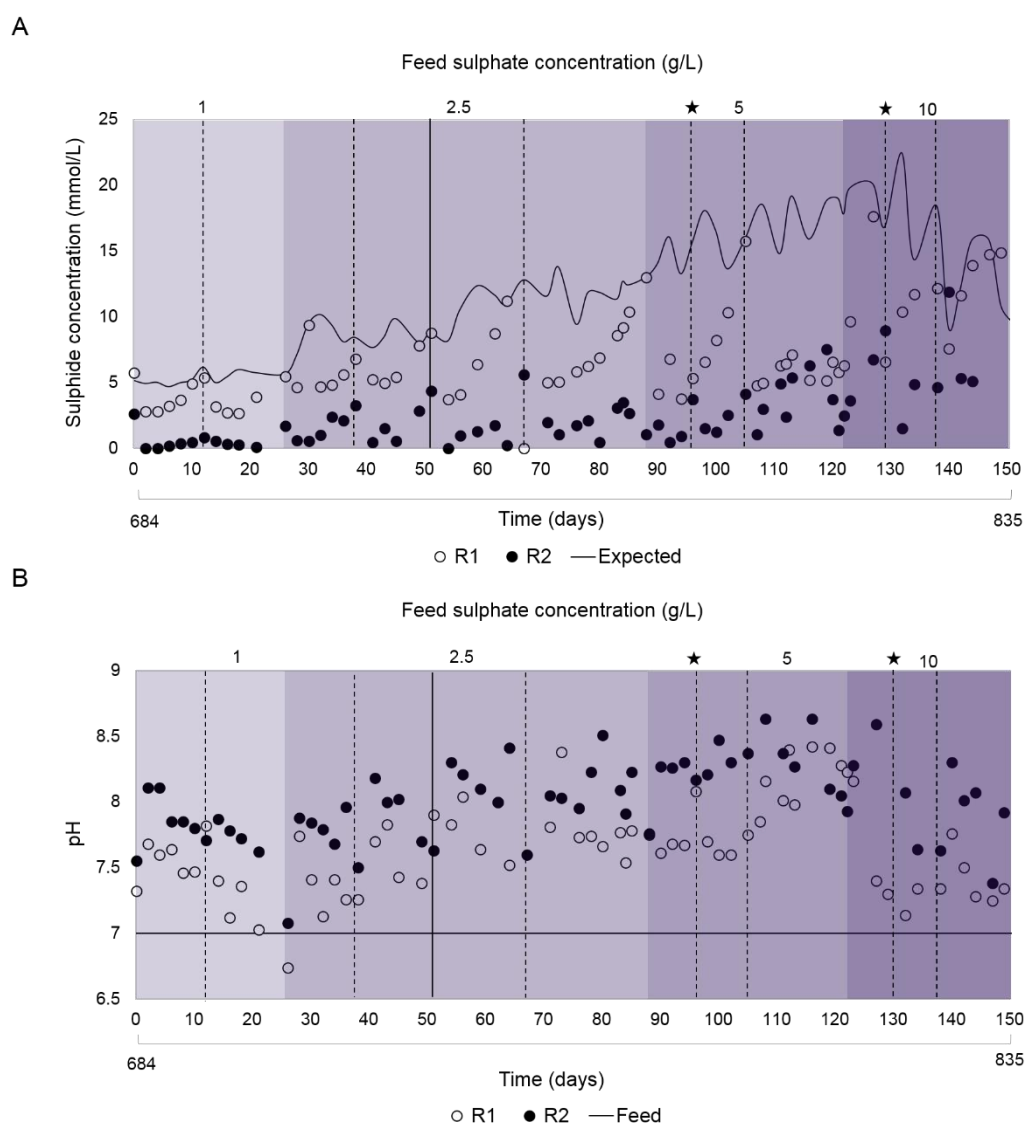 A
Feed sulphate concentration (g/L)
1 2.5 ★ 5 ★ 10
25
20
15
10
5
0
Sulphide concentration (mmol/L)
0 10 20 30 40 50 60 70 80 90 100 110 120 130 140 150
684 Time (days) 835
○ R1 ● R2 — Expected
B
Feed sulphate concentration (g/L)
1 2.5 ★ 5 ★ 10
9
8.5
8
7.5
7
6.5
pH
0 10 20 30 40 50 60 70 80 90 100 110 120 130 140 150
684 Time (days) 835
○ R1 ● R2 — Feed